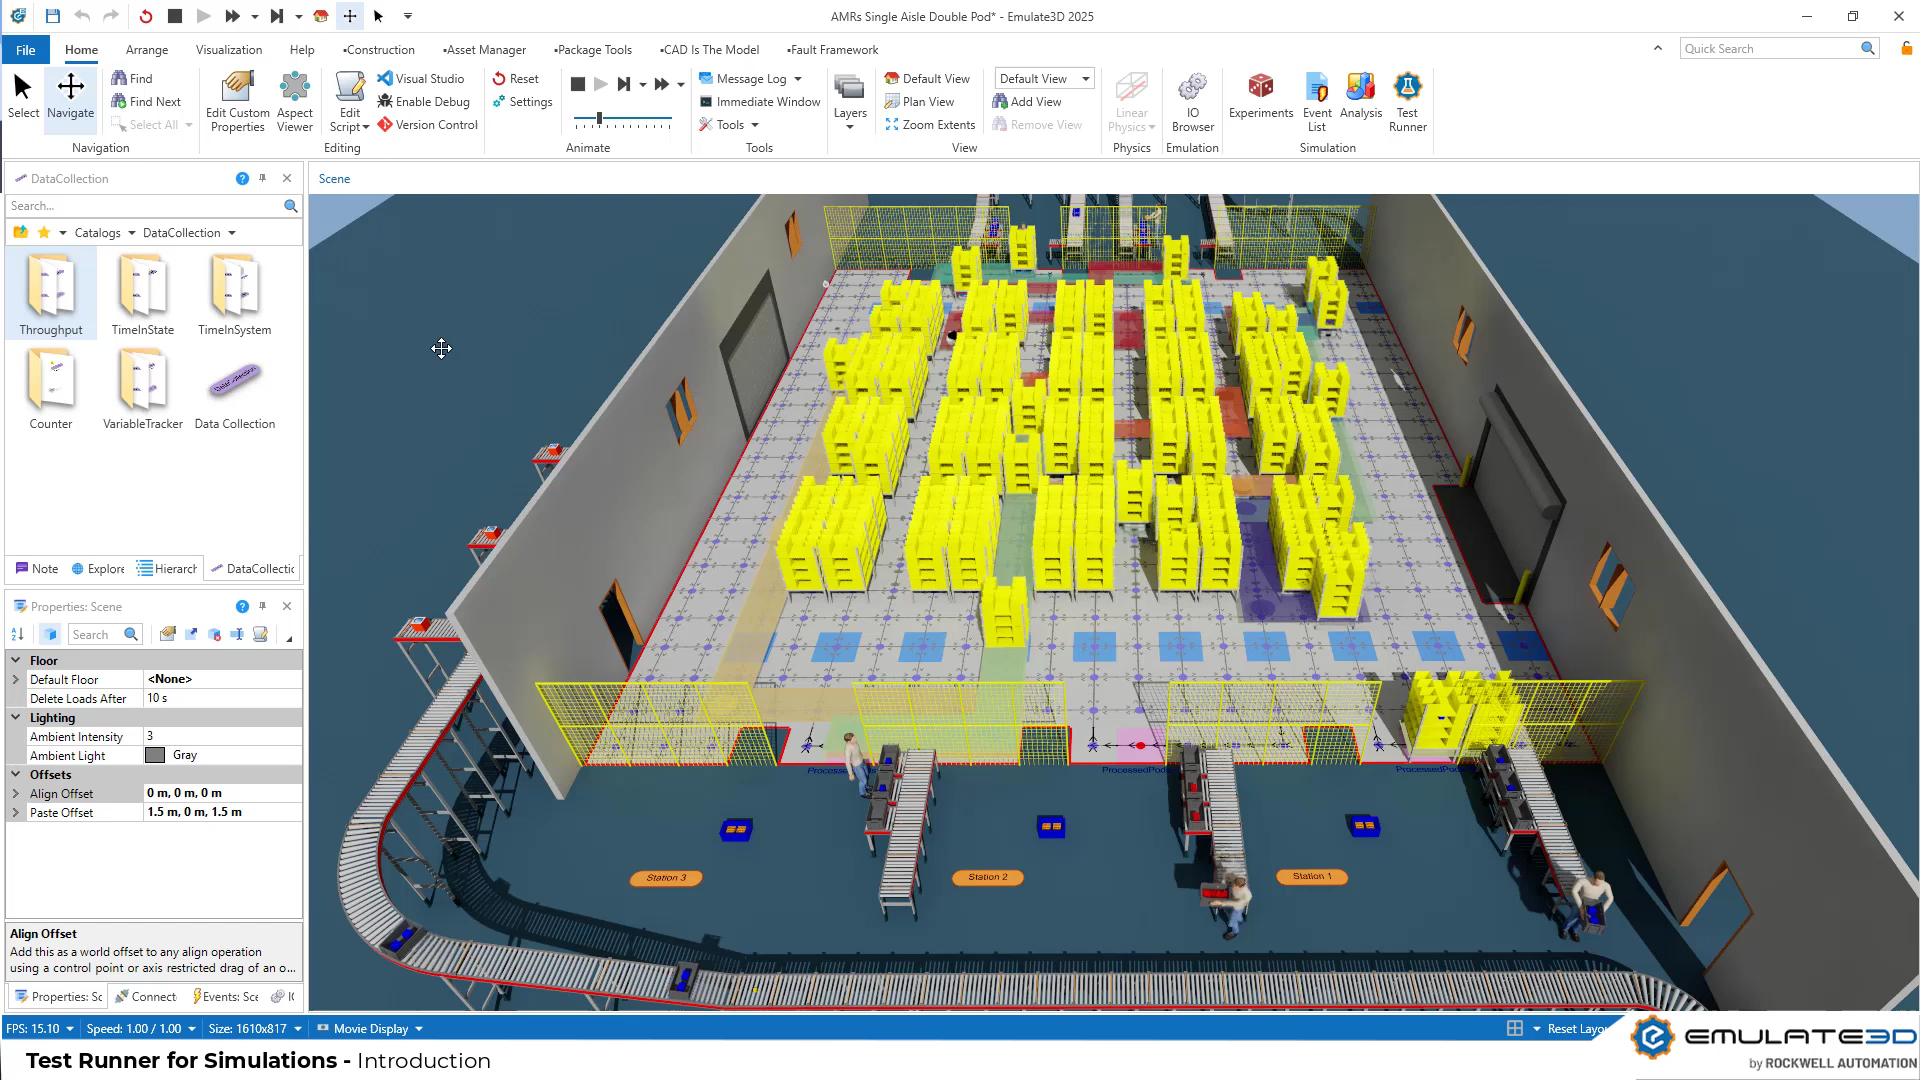 AMRs Single Aisle Double Pod* - Emulate3D 2025
File
Home
Arrange
Visualization
Help
•Construction
•Asset Manager
•Package Tools
•CAD Is The Model
•Fault Framework
Quick Search
Select
Navigate
Find
Find Next
Select All
Navigation
Edit Custom
Properties
Aspect
Viewer
Edit
Script
Visual Studio
Enable Debug
Version Control
Editing
Reset
Settings
Animate
Message Log
Immediate Window
Tools
Tools
Layers
Default View
Plan View
Zoom Extents
Default View
Add View
Remove View
View
Linear
Physics
Physics
IO
Browser
Emulation
Experiments
Event
List
Analysis
Test
Runner
Simulation
DataCollection
Search...
Catalogs
DataCollection
Throughput
TimeInState
TimeInSystem
Counter
VariableTracker
Data Collection
Note
Explore
Hierarch
DataCollectic
Properties: Scene
Search
Floor
Default Floor
<None>
Delete Loads After
10 s
Lighting
Ambient Intensity
3
Ambient Light
Gray
Offsets
Align Offset
0 m, 0 m, 0 m
Paste Offset
1.5 m, 0 m, 1.5 m
Align Offset
Add this as a world offset to any align operation
using a control point or axis restricted drag of an o...
Properties: Sc
Connect
Events: Sce
IC
Scene
ProcessedPod
Station 3
Station 2
Station 1
FPS: 15.10
Speed: 1.00 / 1.00
Size: 1610x817
Movie Display
Reset Layou
Test Runner for Simulations - Introduction
EMULATE3D
by ROCKWELL AUTOMATION